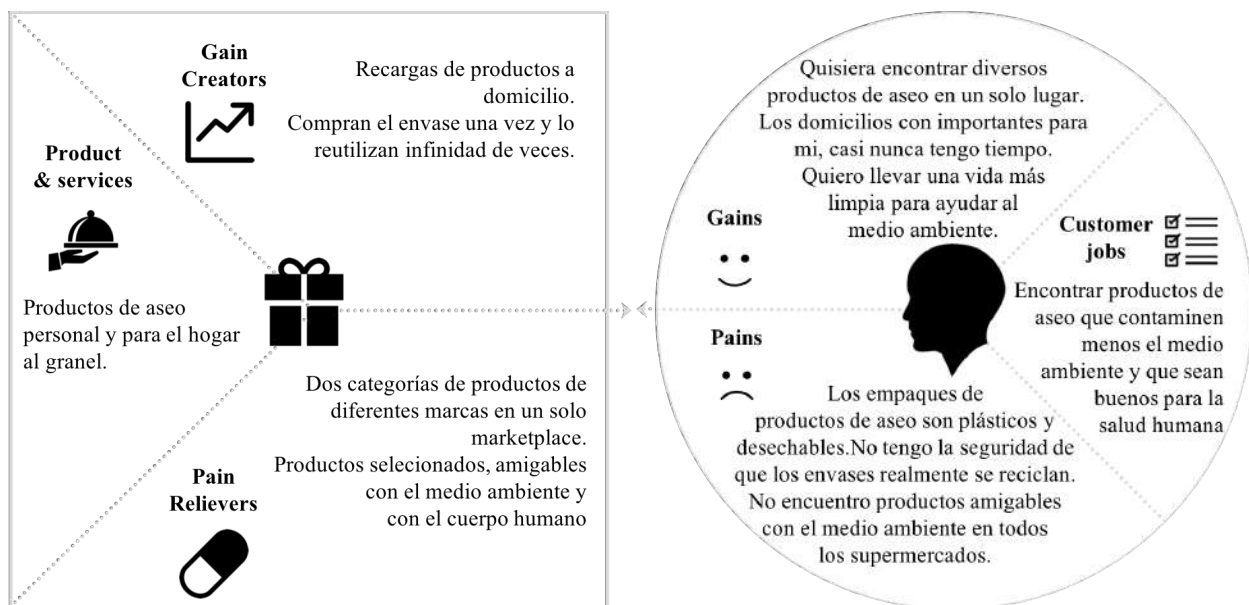 Gain
Creators
Recargas de productos a
domicilio.
Compran el envase una vez y lo
reutilizan infinidad de veces.
Product
& services
Productos de aseo
personal y para el hogar
al granel.
Dos categorías de productos de
diferentes marcas en un solo
marketplace.
Productos selecionados, amigables
con el medio ambiente y
con el cuerpo humano
Pain
Relievers
Quisiera encontrar diversos
productos de aseo en un solo lugar.
Los domicilios con importantes para
mi, casi nunca tengo tiempo.
Quiero llevar una vida más
limpia para ayudar al
medio ambiente.
Gains
Customer
jobs
Encontrar productos de
aseo que contaminen
menos el medio
ambiente y que sean
buenos para la
salud humana
Pains
Los empaques de
productos de aseo son plásticos y
desechables.No tengo la seguridad de
que los envases realmente se reciclan.
No encuentro productos amigables
con el medio ambiente en todos
los supermercados.